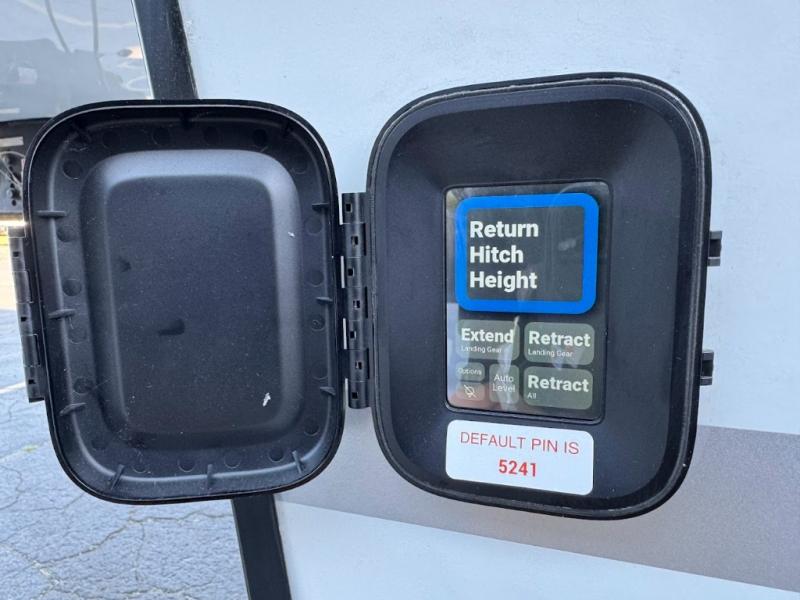 Return
Hitch
Height
Extend
Landing Gear
Retract
Landing Gear
Options
Auto
Level
Retract
All
DEFAULT PIN IS
5241